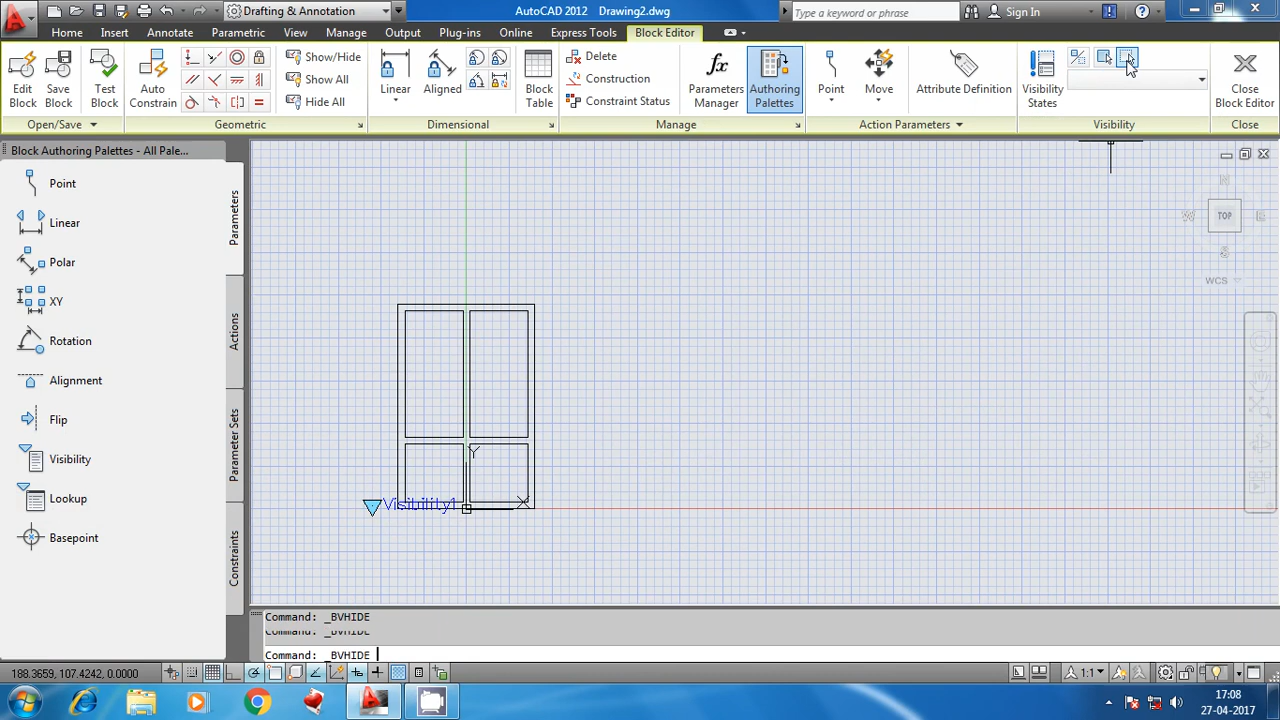 Drafting & Annotation
AutoCAD 2012 Drawing2.dwg
Type a keyword or phrase
Sign In
Home Insert Annotate Parametric View Manage Output Plug-ins Online Express Tools Block Editor
Edit Block
Save Block
Test Block
Open/Save
Auto Constrain
Show/Hide
Show All
Hide All
Geometric
Linear
Aligned
Dimensional
Block Table
Delete
Construction
Constraint Status
fx
Parameters Manager
Authoring Palettes
Manage
Point
Move
Action Parameters
Attribute Definition
Visibility States
Visibility
Close Block Editor
Close
Block Authoring Palettes - All Pale...
Point
Linear
Polar
XY
Rotation
Alignment
Flip
Visibility
Lookup
Basepoint
Parameters
Actions
Parameter Sets
Constraints
N
W
TOP
E
S
WCS
Y
X
Visibility1
Command: _BVHIDE
Command: _BVHIDE
Command: _BVHIDE
188.3659, 107.4242, 0.0000
1:1
17:08
27-04-2017